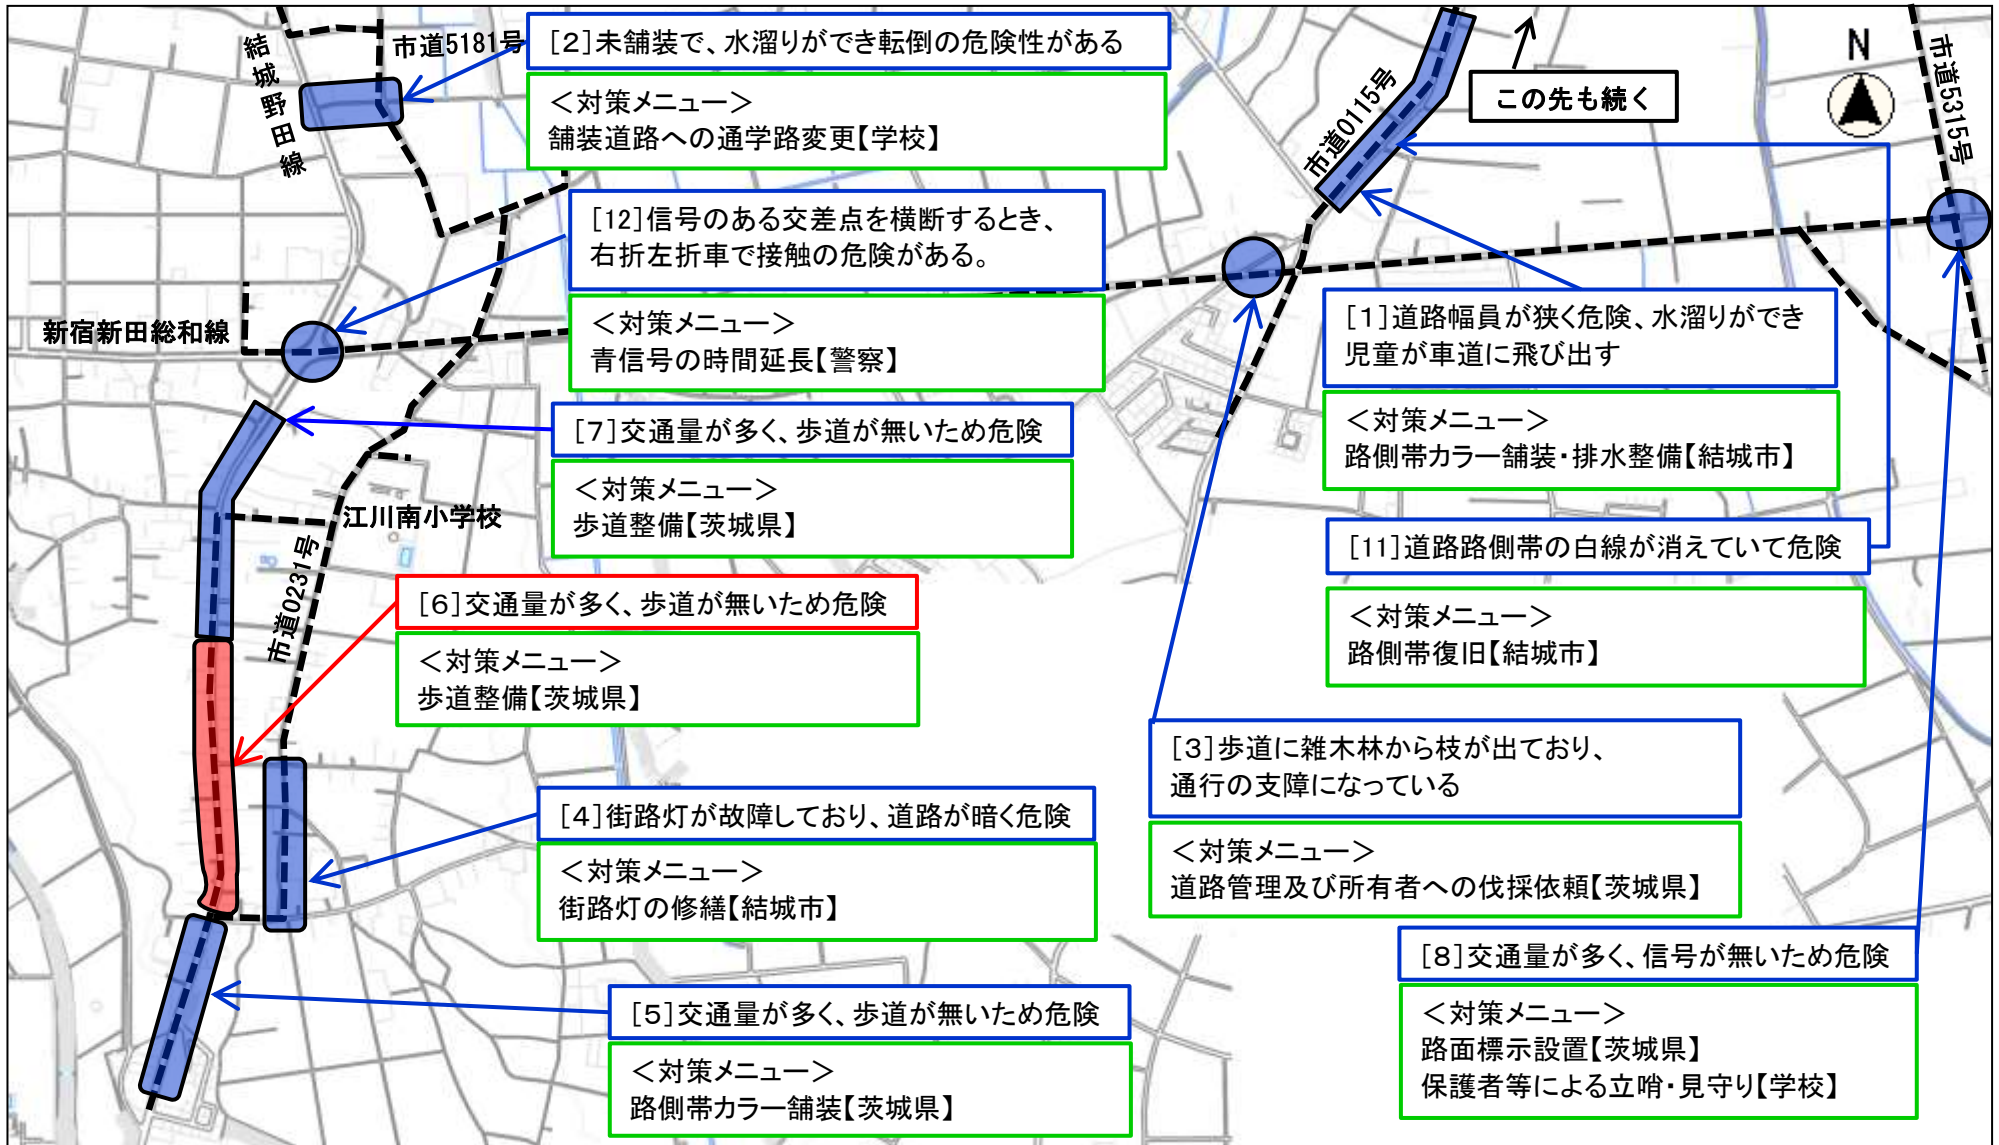 結城野田線
市道5181号
[2]未舗装で、水溜りができ転倒の危険性がある
＜対策メニュー＞
舗装道路への通学路変更【学校】
市道0115号
この先も続く
N
市道5315号
[12]信号のある交差点を横断するとき、
右折左折車で接触の危険がある。
＜対策メニュー＞
青信号の時間延長【警察】
新宿新田総和線
[1]道路幅員が狭く危険、水溜りができ
児童が車道に飛び出す
＜対策メニュー＞
路側帯カラー舗装・排水整備【結城市】
[7]交通量が多く、歩道が無いため危険
＜対策メニュー＞
歩道整備【茨城県】
江川南小学校
市道0231号
[11]道路路側帯の白線が消えていて危険
＜対策メニュー＞
路側帯復旧【結城市】
[6]交通量が多く、歩道が無いため危険
＜対策メニュー＞
歩道整備【茨城県】
[3]歩道に雑木林から枝が出ており、
通行の支障になっている
＜対策メニュー＞
道路管理及び所有者への伐採依頼【茨城県】
[4]街路灯が故障しており、道路が暗く危険
＜対策メニュー＞
街路灯の修繕【結城市】
[8]交通量が多く、信号が無いため危険
＜対策メニュー＞
路面標示設置【茨城県】
保護者等による立哨・見守り【学校】
[5]交通量が多く、歩道が無いため危険
＜対策メニュー＞
路側帯カラー舗装【茨城県】